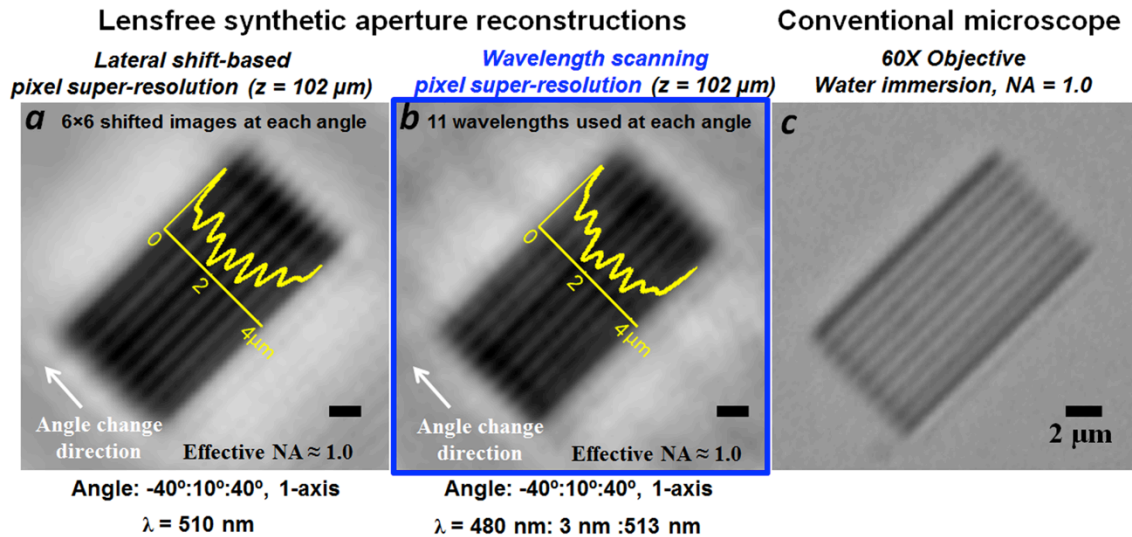 Lensfree synthetic aperture reconstructions
Lateral shift-based
pixel super-resolution (z = 102 µm)
Wavelength scanning
pixel super-resolution (z = 102 µm)
Conventional microscope
60X Objective
Water immersion, NA = 1.0
a 6×6 shifted images at each angle
0
2
4µm
Angle change
direction
Effective NA ≈ 1.0
Angle: -40º:10º:40º, 1-axis
λ = 510 nm
b 11 wavelengths used at each angle
0
2
4µm
Angle change
direction
Effective NA ≈ 1.0
Angle: -40º:10º:40º, 1-axis
λ = 480 nm: 3 nm :513 nm
c
2 µm